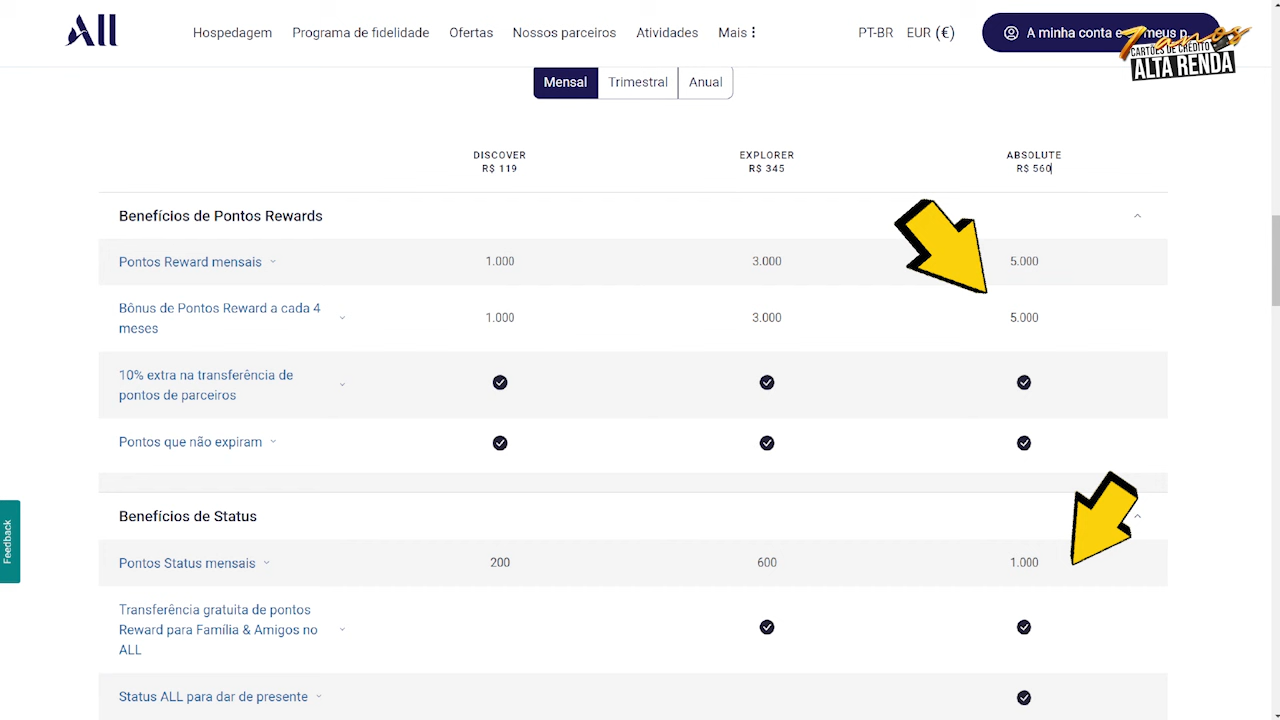 ALL
Hospedagem
Programa de fidelidade
Ofertas
Nossos parceiros
Atividades
Mais
PT-BR
EUR (€)
A minha conta e meus p
7 anos
CARTÕES DE CRÉDITO
ALTA RENDA
Mensal
Trimestral
Anual
DISCOVER
R$ 119
EXPLORER
R$ 345
ABSOLUTE
R$ 560
Benefícios de Pontos Rewards
Pontos Reward mensais
1.000
3.000
5.000
Bônus de Pontos Reward a cada 4
meses
1.000
3.000
5.000
10% extra na transferência de
pontos de parceiros
Pontos que não expiram
Benefícios de Status
Feedback
Pontos Status mensais
200
600
1.000
Transferência gratuita de pontos
Reward para Família & Amigos no
ALL
Status ALL para dar de presente